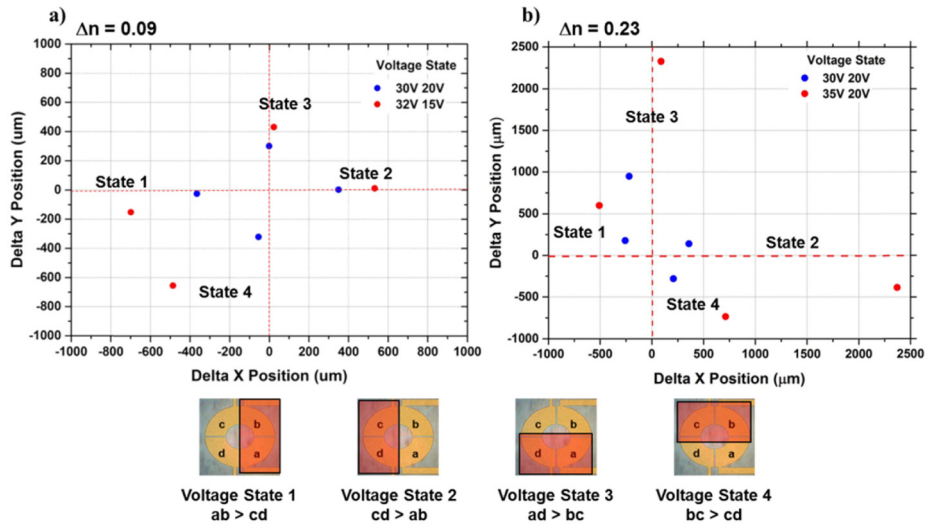 a)
Δn = 0.09
Voltage State
30V 20V
32V 15V
State 3
State 1
State 2
State 4
1000
800
600
400
200
0
-200
-400
-600
-800
-1000
-1000 -800 -600 -400 -200 0 200 400 600 800 1000
Delta Y Position (um)
Delta X Position (um)
b)
Δn = 0.23
Voltage State
30V 20V
35V 20V
State 3
State 1
State 2
State 4
2500
2000
1500
1000
500
0
-500
-1000
-1000 -500 0 500 1000 1500 2000 2500
Delta Y Position (μm)
Delta X Position (μm)
c b
d a
Voltage State 1
ab > cd
c b
d a
Voltage State 2
cd > ab
c b
d a
Voltage State 3
ad > bc
c b
d a
Voltage State 4
bc > cd